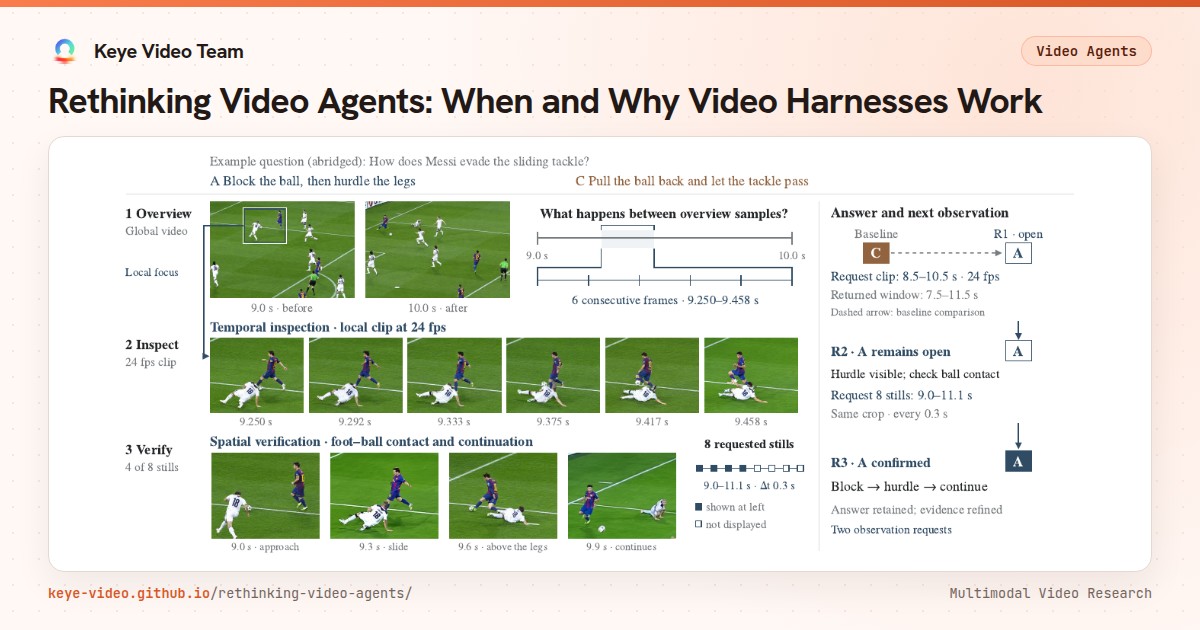 Keye Video Team
Video Agents
Rethinking Video Agents: When and Why Video Harnesses Work
Example question (abridged): How does Messi evade the sliding tackle?
A Block the ball, then hurdle the legs
C Pull the ball back and let the tackle pass
1 Overview
Global video
Local focus
9.0 s · before
10.0 s · after
What happens between overview samples?
9.0 s
10.0 s
6 consecutive frames · 9.250–9.458 s
Temporal inspection · local clip at 24 fps
2 Inspect
24 fps clip
9.250 s
9.292 s
9.333 s
9.375 s
9.417 s
9.458 s
Spatial verification · foot–ball contact and continuation
3 Verify
4 of 8 stills
9.0 s · approach
9.3 s · slide
9.6 s · above the legs
9.9 s · continues
8 requested stills
9.0–11.1 s · Δt 0.3 s
shown at left
not displayed
Answer and next observation
Baseline
R1 · open
C
A
Request clip: 8.5–10.5 s · 24 fps
Returned window: 7.5–11.5 s
Dashed arrow: baseline comparison
R2 · A remains open
A
Hurdle visible; check ball contact
Request 8 stills: 9.0–11.1 s
Same crop · every 0.3 s
R3 · A confirmed
A
Block → hurdle → continue
Answer retained; evidence refined
Two observation requests
keye-video.github.io/rethinking-video-agents/
Multimodal Video Research